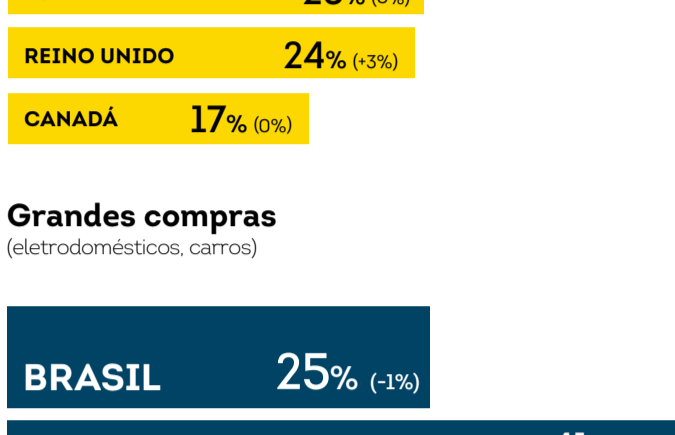 REINO UNIDO 24% (+3%)
CANADÁ 17% (0%)
Grandes compras
(eletrodomésticos, carros)
BRASIL 25% (-1%)